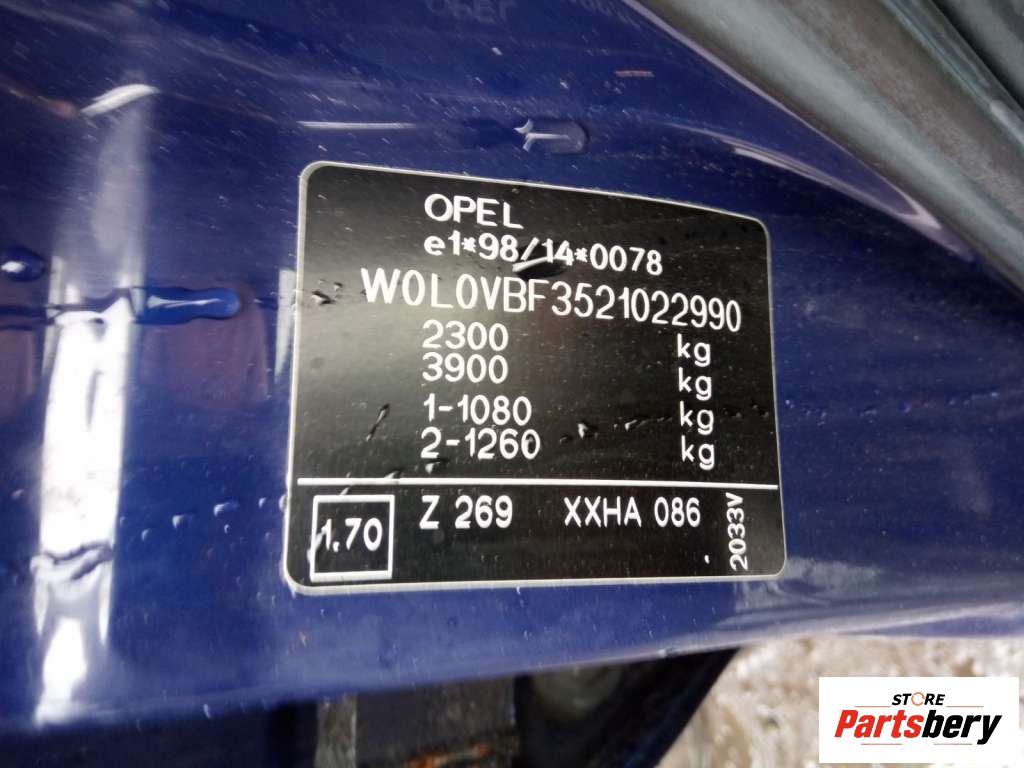 OPEL
e1*98/14*0078
W0L0VBF3521022990
2300 kg
3900 kg
1-1080 kg
2-1260 kg
1.70 Z 269 XXHA 086
2033V
STORE
Partsbery